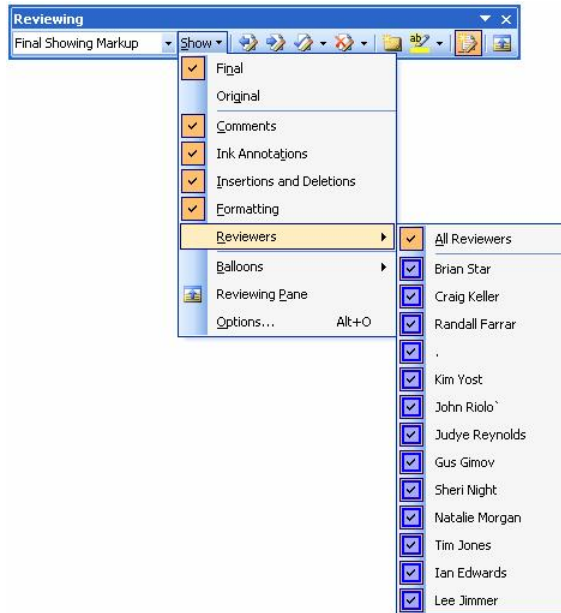 Reviewing
Final Showing Markup Show
Final
Original
Comments
Ink Annotations
Insertions and Deletions
Formatting
Reviewers
Balloons
Reviewing Pane
Options... Alt+O
All Reviewers
Brian Star
Craig Keller
Randall Farrar
.
Kim Yost
John Riolo`
Judye Reynolds
Gus Gimov
Sheri Night
Natalie Morgan
Tim Jones
Ian Edwards
Lee Jimmer